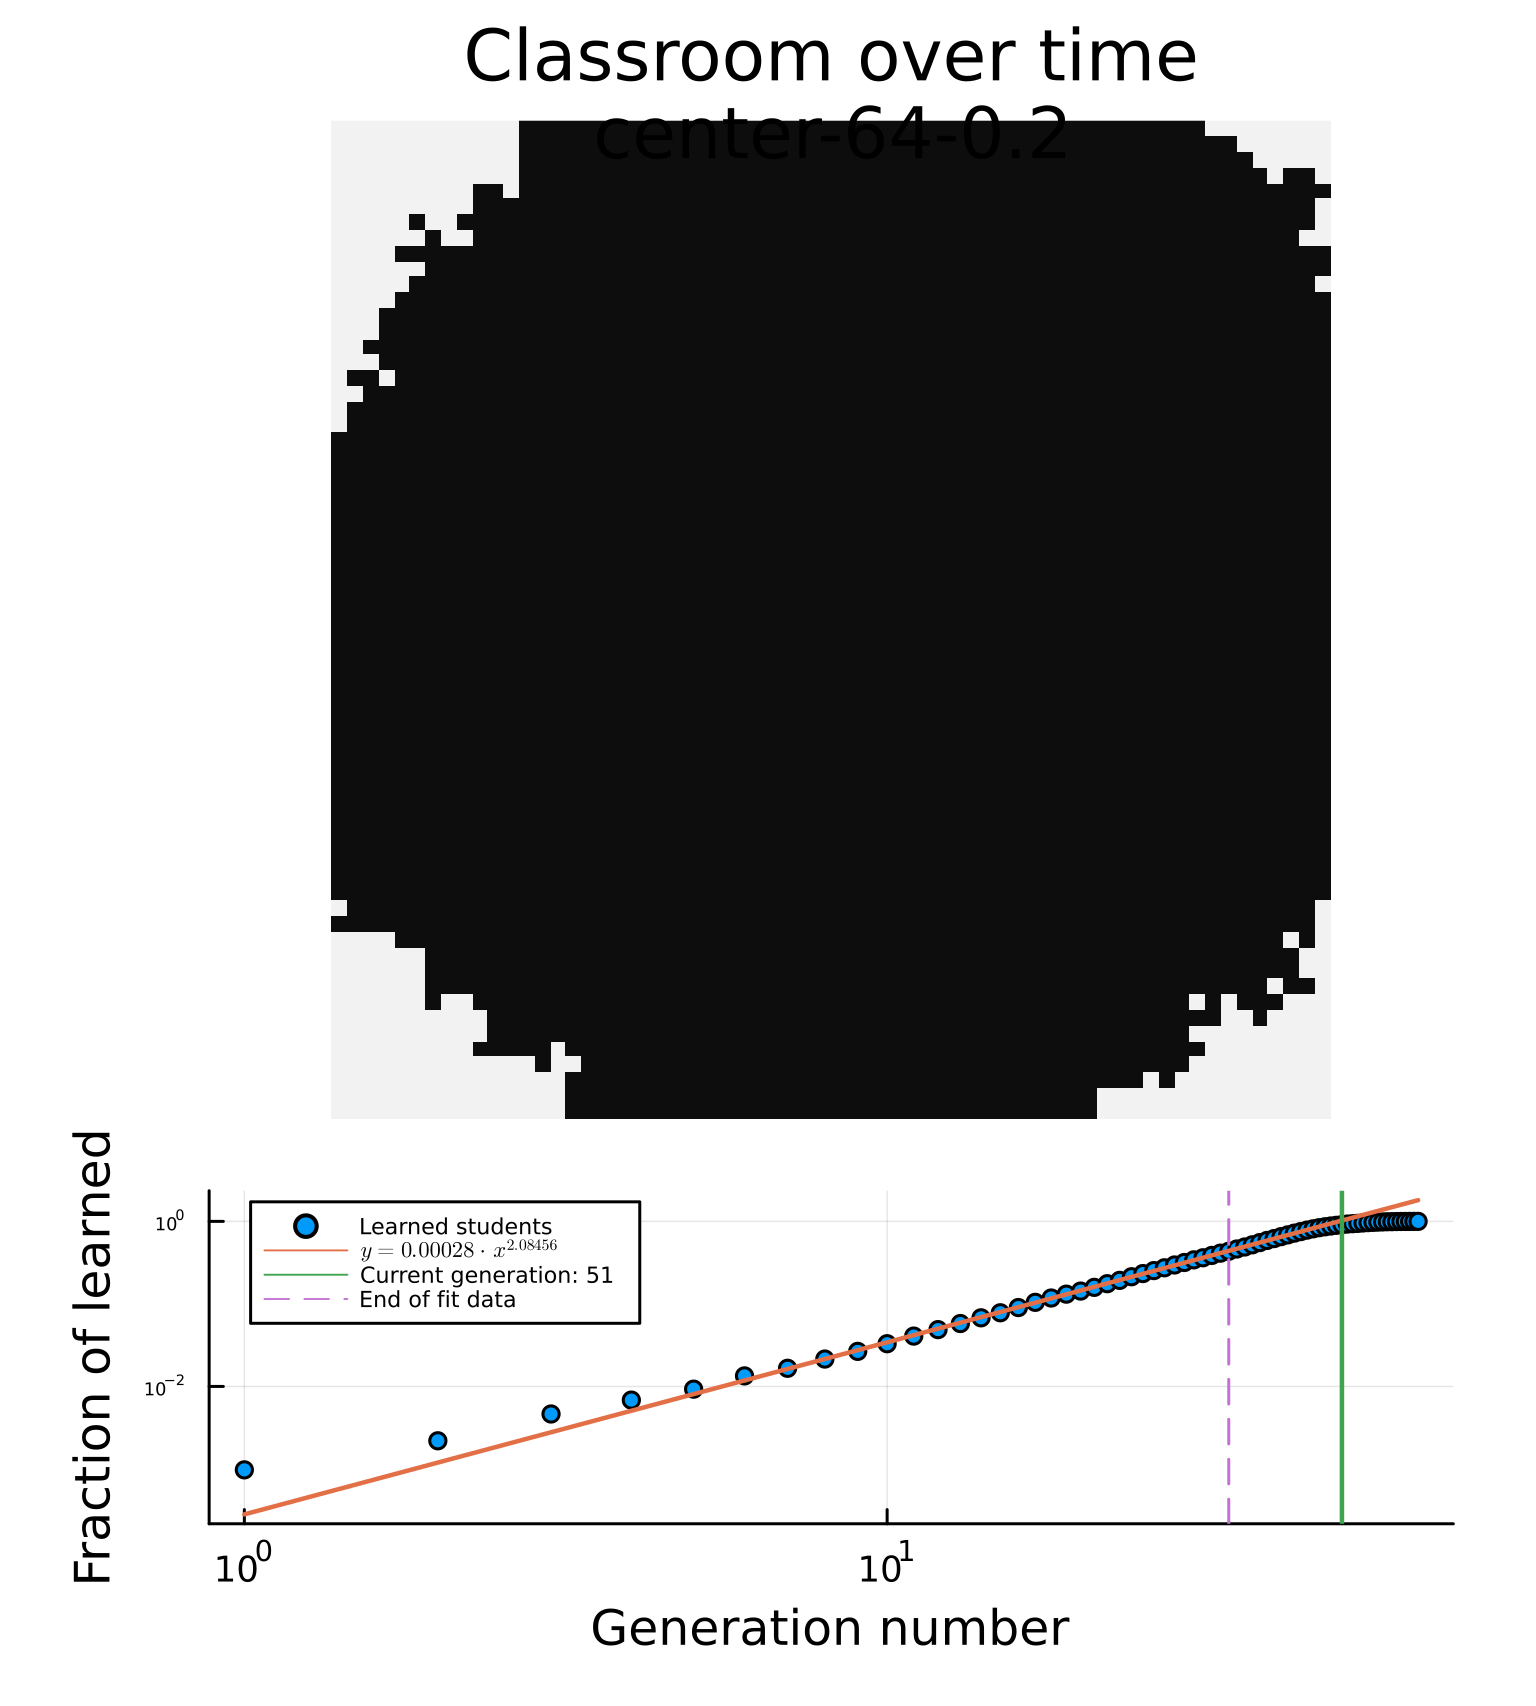 Classroom over time
center-64-0.2
Fraction of learned
10⁰
10⁻²
Learned students
y = 0.00028 · x^2.08456
Current generation: 51
End of fit data
10⁰
10¹
Generation number